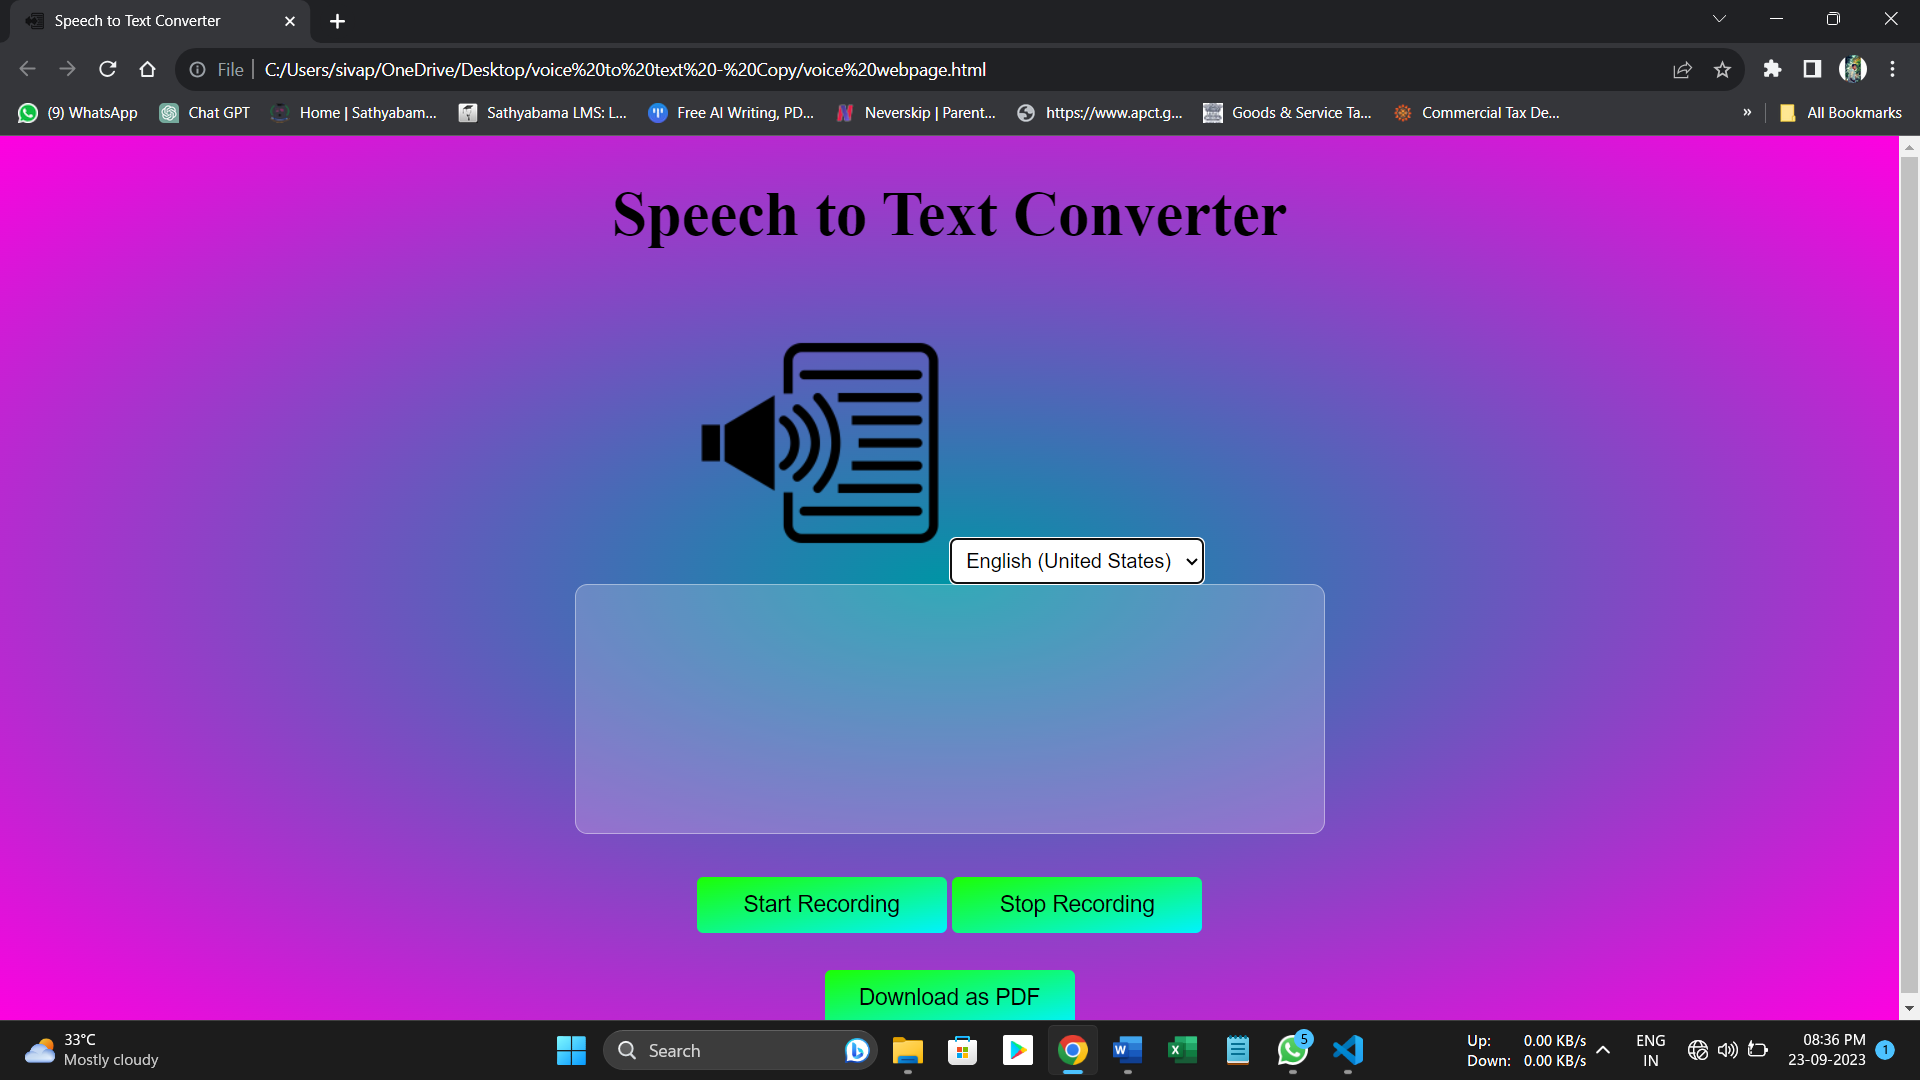 Speech to Text Converter
File
C:/Users/sivap/OneDrive/Desktop/voice%20to%20text%20-%20Copy/voice%20webpage.html
(9) WhatsApp
Chat GPT
Home | Sathyabam...
Sathyabama LMS: L...
Free AI Writing, PD...
Neverskip | Parent...
https://www.apct.g...
Goods & Service Ta...
Commercial Tax De...
»
All Bookmarks
Speech to Text Converter
English (United States)
Start Recording
Stop Recording
Download as PDF
33°C
Mostly cloudy
Search
5
Up: 0.00 KB/s
Down: 0.00 KB/s
ENG
IN
08:36 PM
23-09-2023
1